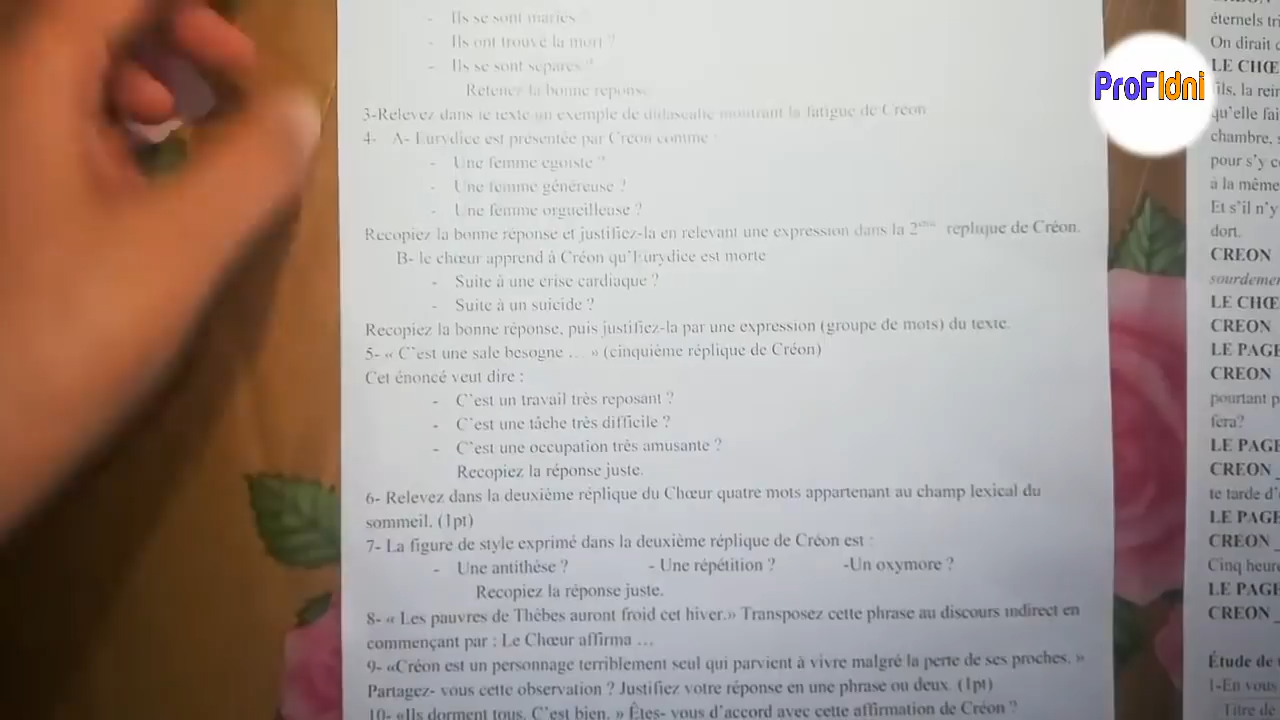 - Ils se sont mariés
- Ils ont trouvé la mort ?
- Ils se sont séparés ?
Retenez la bonne réponse
3-Relevez dans le texte un exemple de didascalie montrant la fatigue de Créon
4- A- Eurydice est présentée par Créon comme :
- Une femme égoïste ?
- Une femme généreuse ?
- Une femme orgueilleuse ?
Recopiez la bonne réponse et justifiez-la en relevant une expression dans la 2ème réplique de Créon.
B- le chœur apprend à Créon qu'Eurydice est morte
- Suite à une crise cardiaque ?
- Suite à un suicide ?
Recopiez la bonne réponse, puis justifiez-la par une expression (groupe de mots) du texte.
5- « C'est une sale besogne ... » (cinquième réplique de Créon)
Cet énoncé veut dire :
- C'est un travail très reposant ?
- C'est une tâche très difficile ?
- C'est une occupation très amusante ?
Recopiez la réponse juste.
6- Relevez dans la deuxième réplique du Chœur quatre mots appartenant au champ lexical du
sommeil. (1pt)
7- La figure de style exprimé dans la deuxième réplique de Créon est :
- Une antithèse ? - Une répétition ? -Un oxymore ?
Recopiez la réponse juste.
8- « Les pauvres de Thèbes auront froid cet hiver.» Transposez cette phrase au discours indirect en
commençant par : Le Chœur affirma ...
9- «Créon est un personnage terriblement seul qui parvient à vivre malgré la perte de ses proches. »
Partagez- vous cette observation ? Justifiez votre réponse en une phrase ou deux. (1pt)
10- «Ils dorment tous. C'est bien. » Êtes- vous d'accord avec cette affirmation de Créon ?
ProFIdni
éternels
On dirait
LE
ils, la
qu'elle
chambre,
pour s'y
à la même
Et s'il n'y
dort.
CREON
LE
CREON
LE
CREON
pourtant
fera?
LE
CREON
te tarde
LE
CREON
Cinq
LE
CREON
Étude de
1-En vous
Titre de